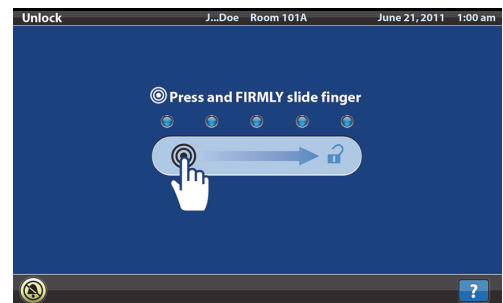 Unlock J...Doe Room 101A June 21, 2011 1:00 am
Press and FIRMLY slide finger
?